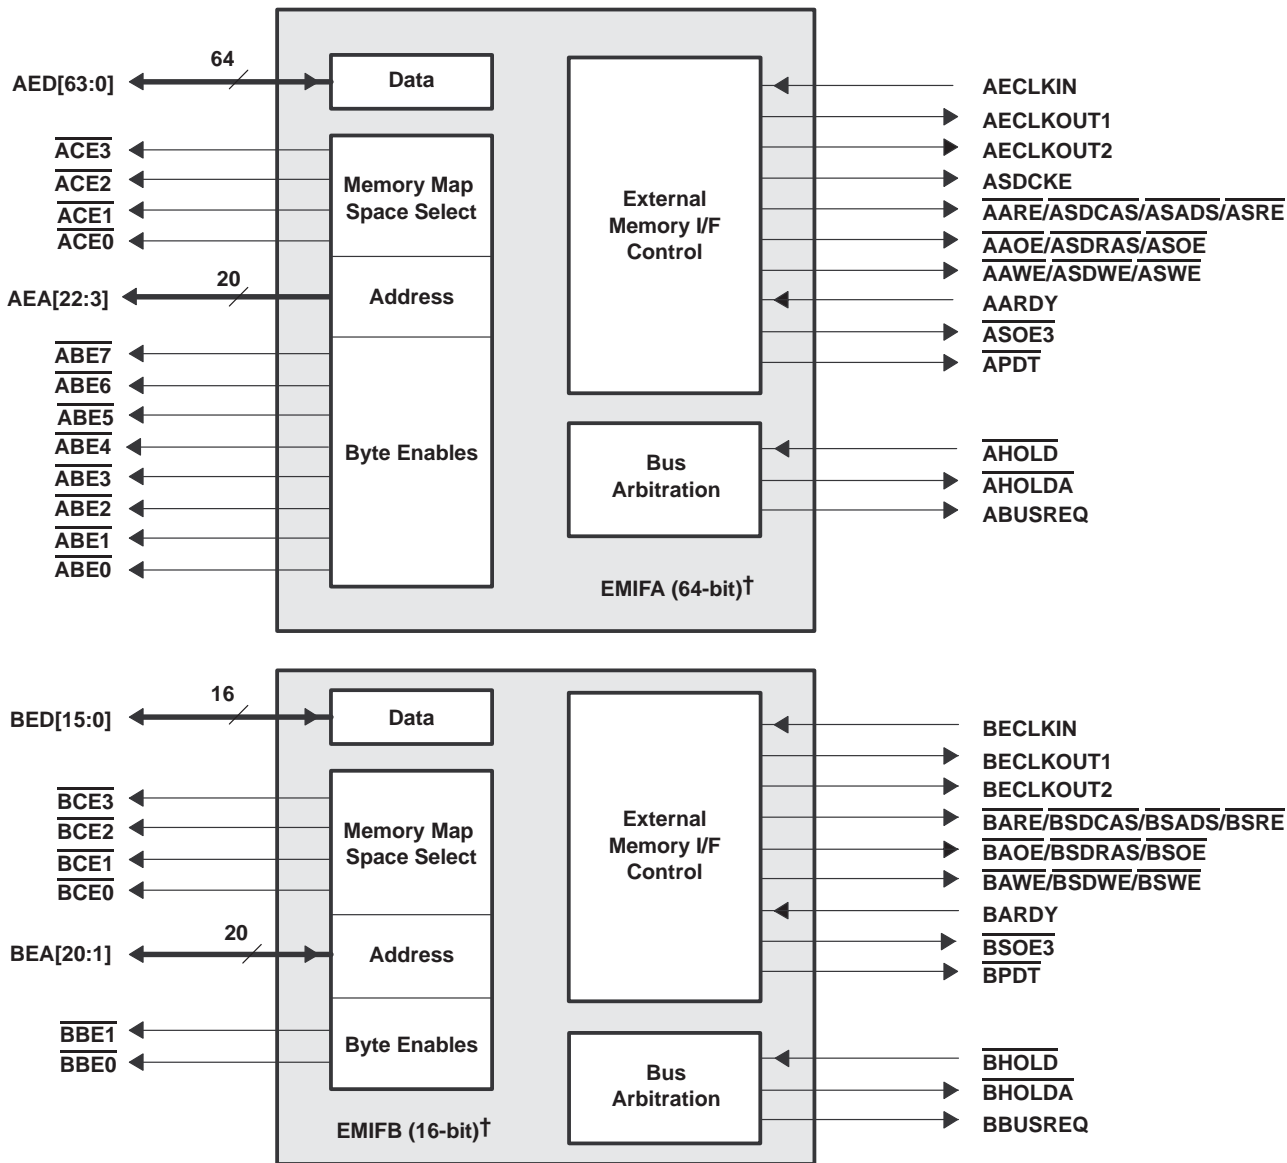 64
AED[63:0]
Data
ACE3
ACE2
ACE1
ACE0
Memory Map
Space Select
20
AEA[22:3]
Address
ABE7
ABE6
ABE5
ABE4
ABE3
ABE2
ABE1
ABE0
Byte Enables
External
Memory I/F
Control
AECLKIN
AECLKOUT1
AECLKOUT2
ASDCKE
AARE/ASDCAS/ASADS/ASRE
AAOE/ASDRAS/ASOE
AAWE/ASDWE/ASWE
AARDY
ASOE3
APDT
Bus
Arbitration
AHOLD
AHOLDA
ABUSREQ
EMIFA (64-bit)†
16
BED[15:0]
Data
BCE3
BCE2
BCE1
BCE0
Memory Map
Space Select
20
BEA[20:1]
Address
BBE1
BBE0
Byte Enables
External
Memory I/F
Control
BECLKIN
BECLKOUT1
BECLKOUT2
BARE/BSDCAS/BSADS/BSRE
BAOE/BSDRAS/BSOE
BAWE/BSDWE/BSWE
BARDY
BSOE3
BPDT
Bus
Arbitration
BHOLD
BHOLDA
BBUSREQ
EMIFB (16-bit)†